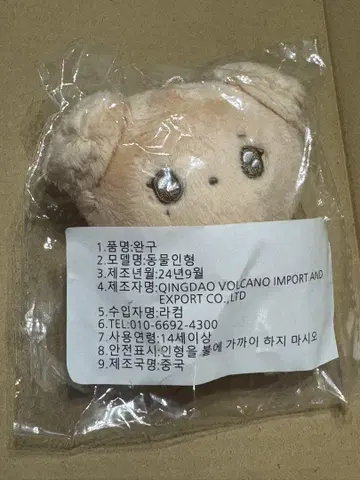 1.품명:완구
2.모델명:동물인형
3.제조년월:24년9월
4.제조자명:QINGDAO VOLCANO IMPORT AND
EXPORT CO.,LTD
5.수입자명:라컴
6.TEL:010-6692-4300
7.사용연령:14세이상
8.안전표시:인형을 불에 가까이 하지 마시오
9.제조국명:중국